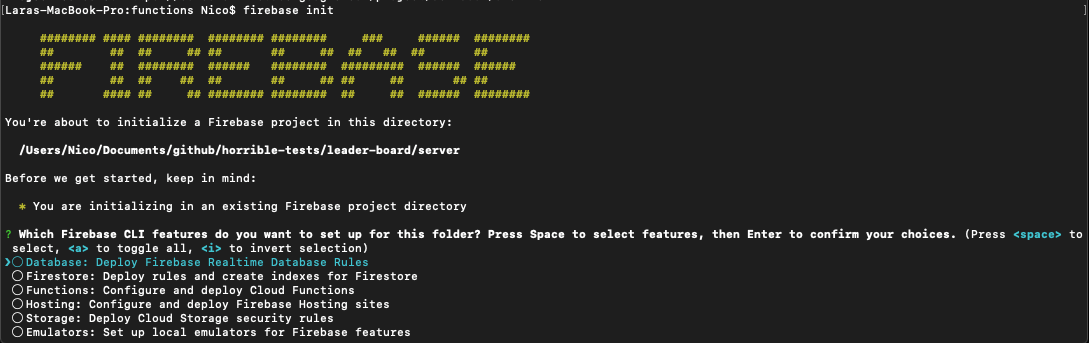 [Laras-MacBook-Pro:functions Nico$ firebase init ]
######## #### ########  ######## ########     ###     ######  ########
##        ##  ##     ## ##       ##     ##  ##   ##  ##       ##
######    ##  ########  ######   ########  #########  ######  ######
##        ##  ##    ##  ##       ##     ## ##     ##       ## ##
##       #### ##     ## ######## ########  ##     ##  ######  ########
You're about to initialize a Firebase project in this directory:
/Users/Nico/Documents/github/horrible-tests/leader-board/server
Before we get started, keep in mind:
* You are initializing in an existing Firebase project directory
? Which Firebase CLI features do you want to set up for this folder? Press Space to select features, then Enter to confirm your choices. (Press <space> to
select, <a> to toggle all, <i> to invert selection)
❯◯ Database: Deploy Firebase Realtime Database Rules
◯ Firestore: Deploy rules and create indexes for Firestore
◯ Functions: Configure and deploy Cloud Functions
◯ Hosting: Configure and deploy Firebase Hosting sites
◯ Storage: Deploy Cloud Storage security rules
◯ Emulators: Set up local emulators for Firebase features